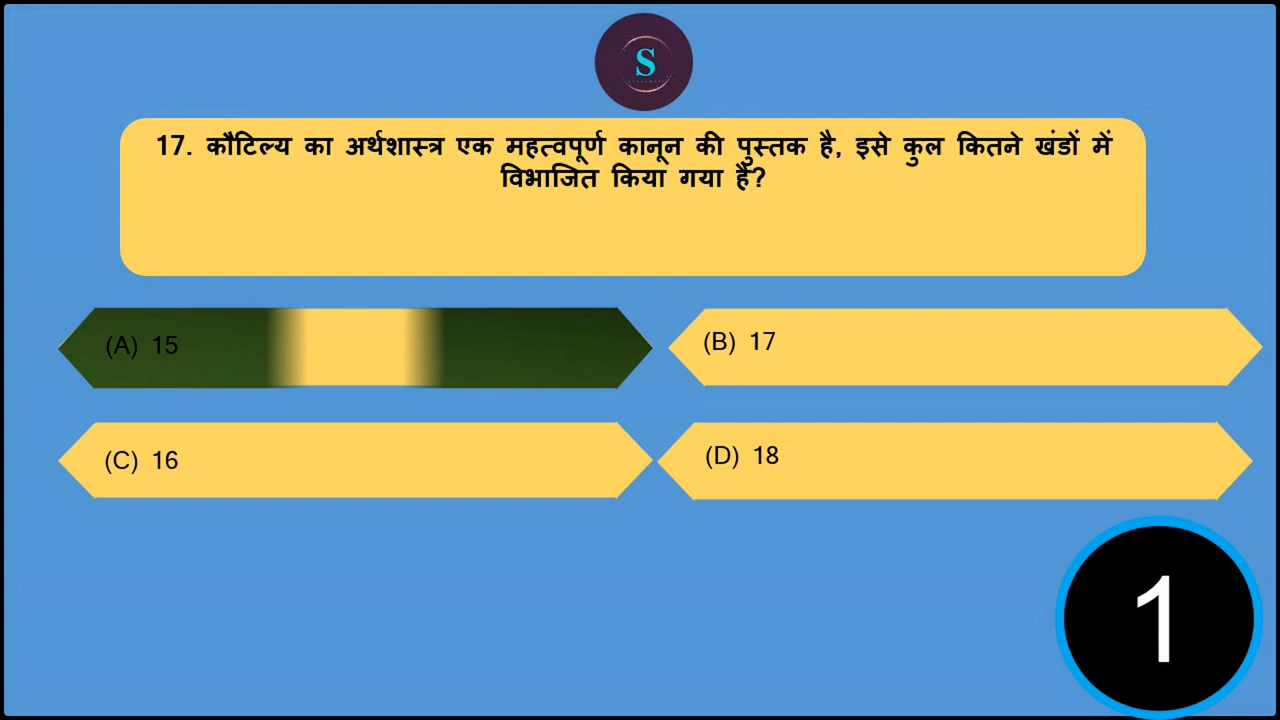 S
17. कौटिल्य का अर्थशास्त्र एक महत्वपूर्ण कानून की पुस्तक है, इसे कुल कितने खंडों में
विभाजित किया गया है?
(A) 15
(B) 17
(C) 16
(D) 18
1